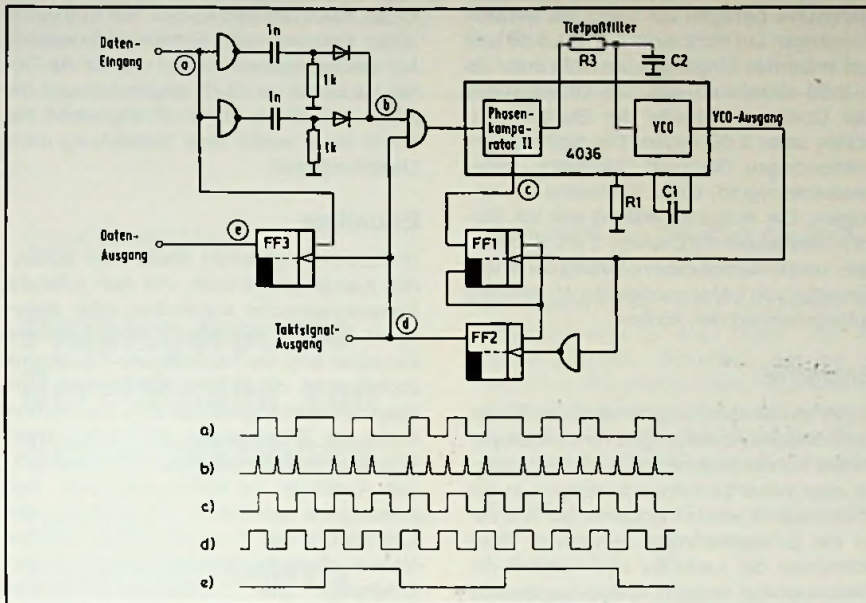 Daten-
Eingang
a
1n
1k
1n
1k
b
Tiefpaßfilter
R3
C2
Phasen-
kompa-
rator II
VCO
4036
VCO-Ausgang
c
R1
C1
Daten-
Ausgang
e
FF3
FF1
Taktsignal-
Ausgang
d
FF2
a)
b)
c)
d)
e)